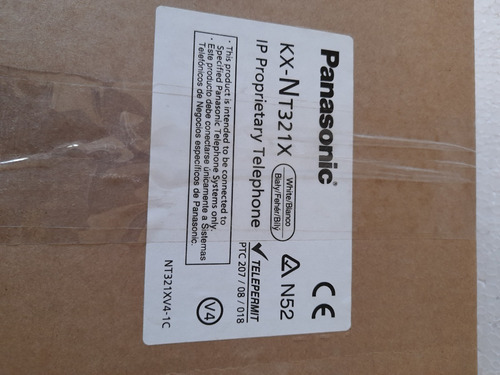 Panasonic®
KX-NT321X
White/Blanco
Biały/Fehér/Bílý
IP Proprietary Telephone
· This product is intended to be connected to
Specified Panasonic Telephone Systems only.
· Este producto debe conectarse únicamente a Sistemas
Telefónicos de Negocios específicos de Panasonic.
CE
N52
TELEPERMIT
PTC 207 / 08 / 018
V4
NT321XV4-1C